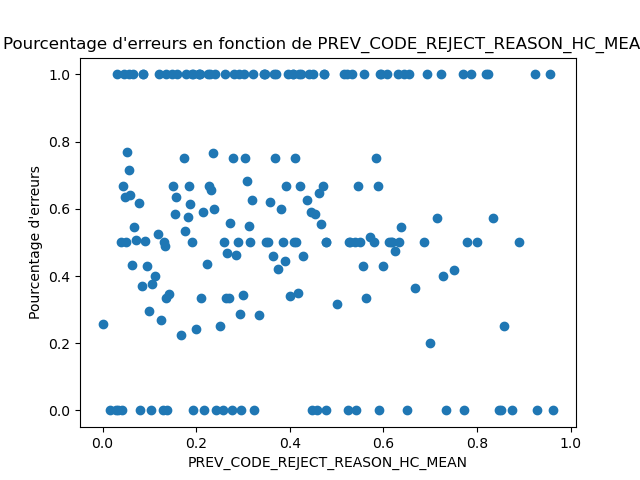 Pourcentage d'erreurs en fonction de PREV_CODE_REJECT_REASON_HC_MEA
1.0
0.8
0.6
0.4
0.2
0.0
Pourcentage d'erreurs
0.0 0.2 0.4 0.6 0.8 1.0
PREV_CODE_REJECT_REASON_HC_MEAN